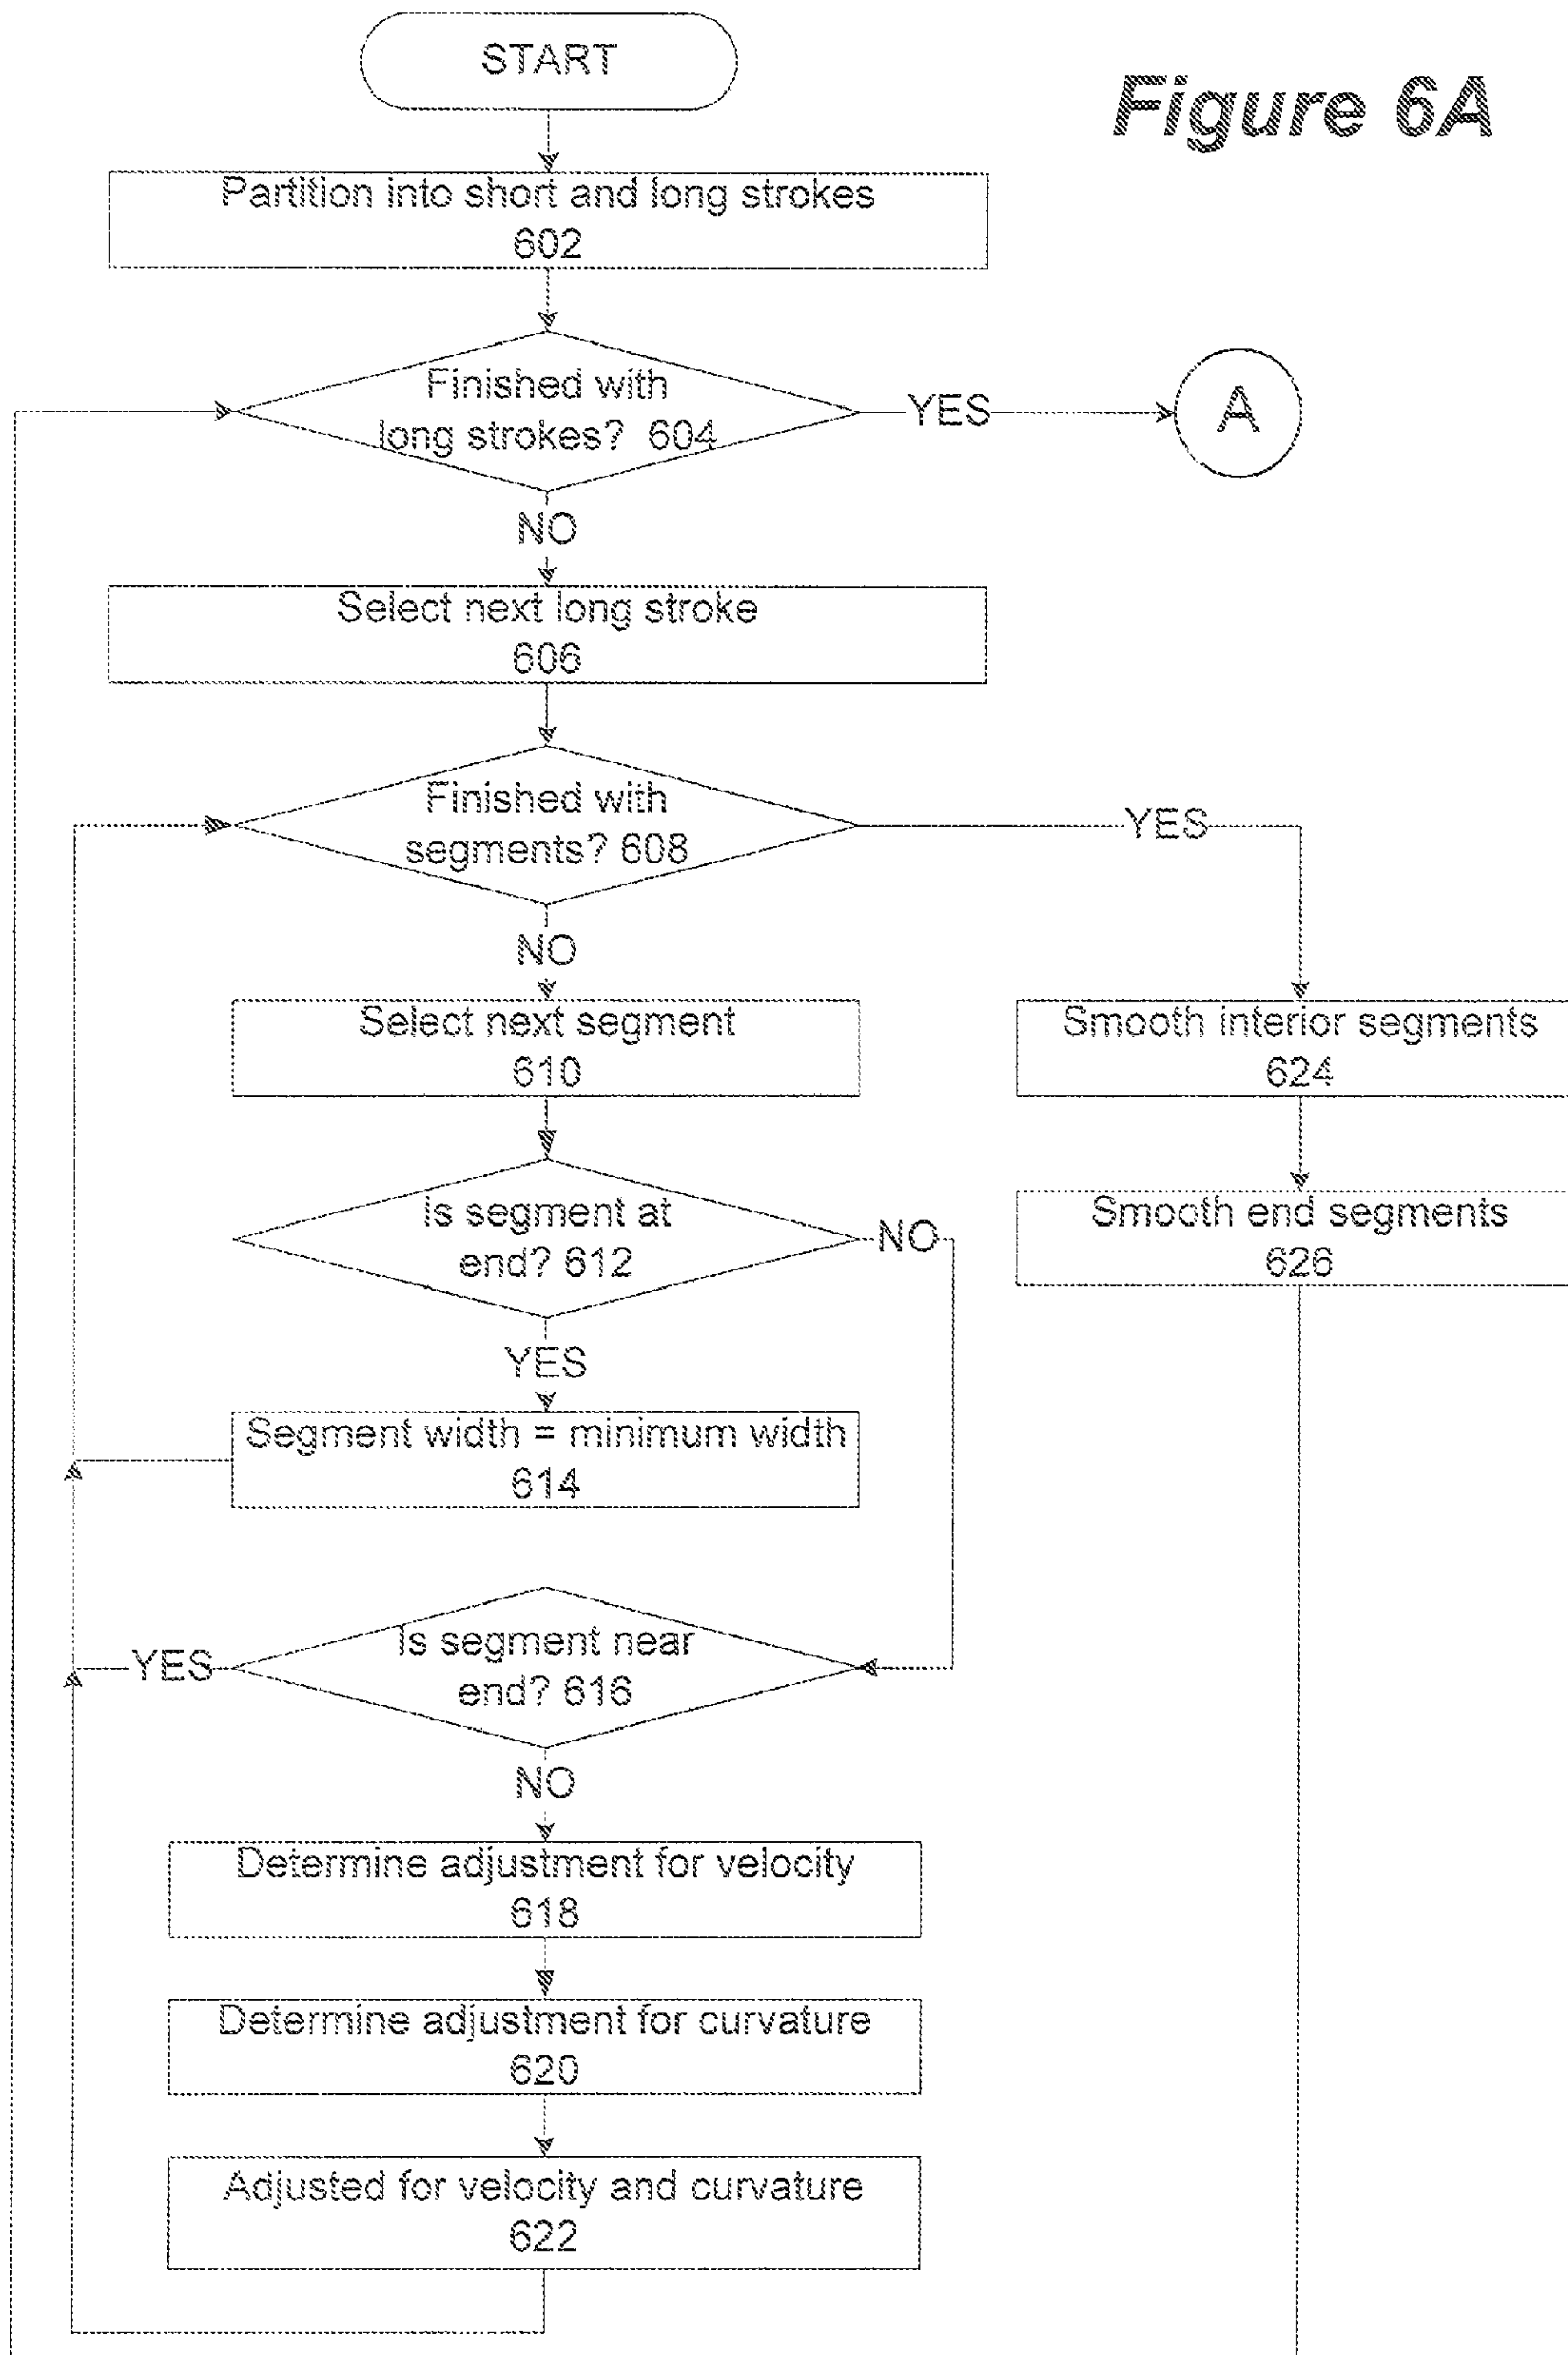 START
Figure 6A
Partition into short and long strokes
602
Finished with
long strokes? 604
YES
A
NO
Select next long stroke
606
Finished with
segments? 608
YES
NO
Select next segment
610
Smooth interior segments
624
Is segment at
end? 612
NO
Smooth end segments
626
YES
Segment width = minimum width
614
Is segment near
end? 616
YES
NO
Determine adjustment for velocity
618
Determine adjustment for curvature
620
Adjusted for velocity and curvature
622